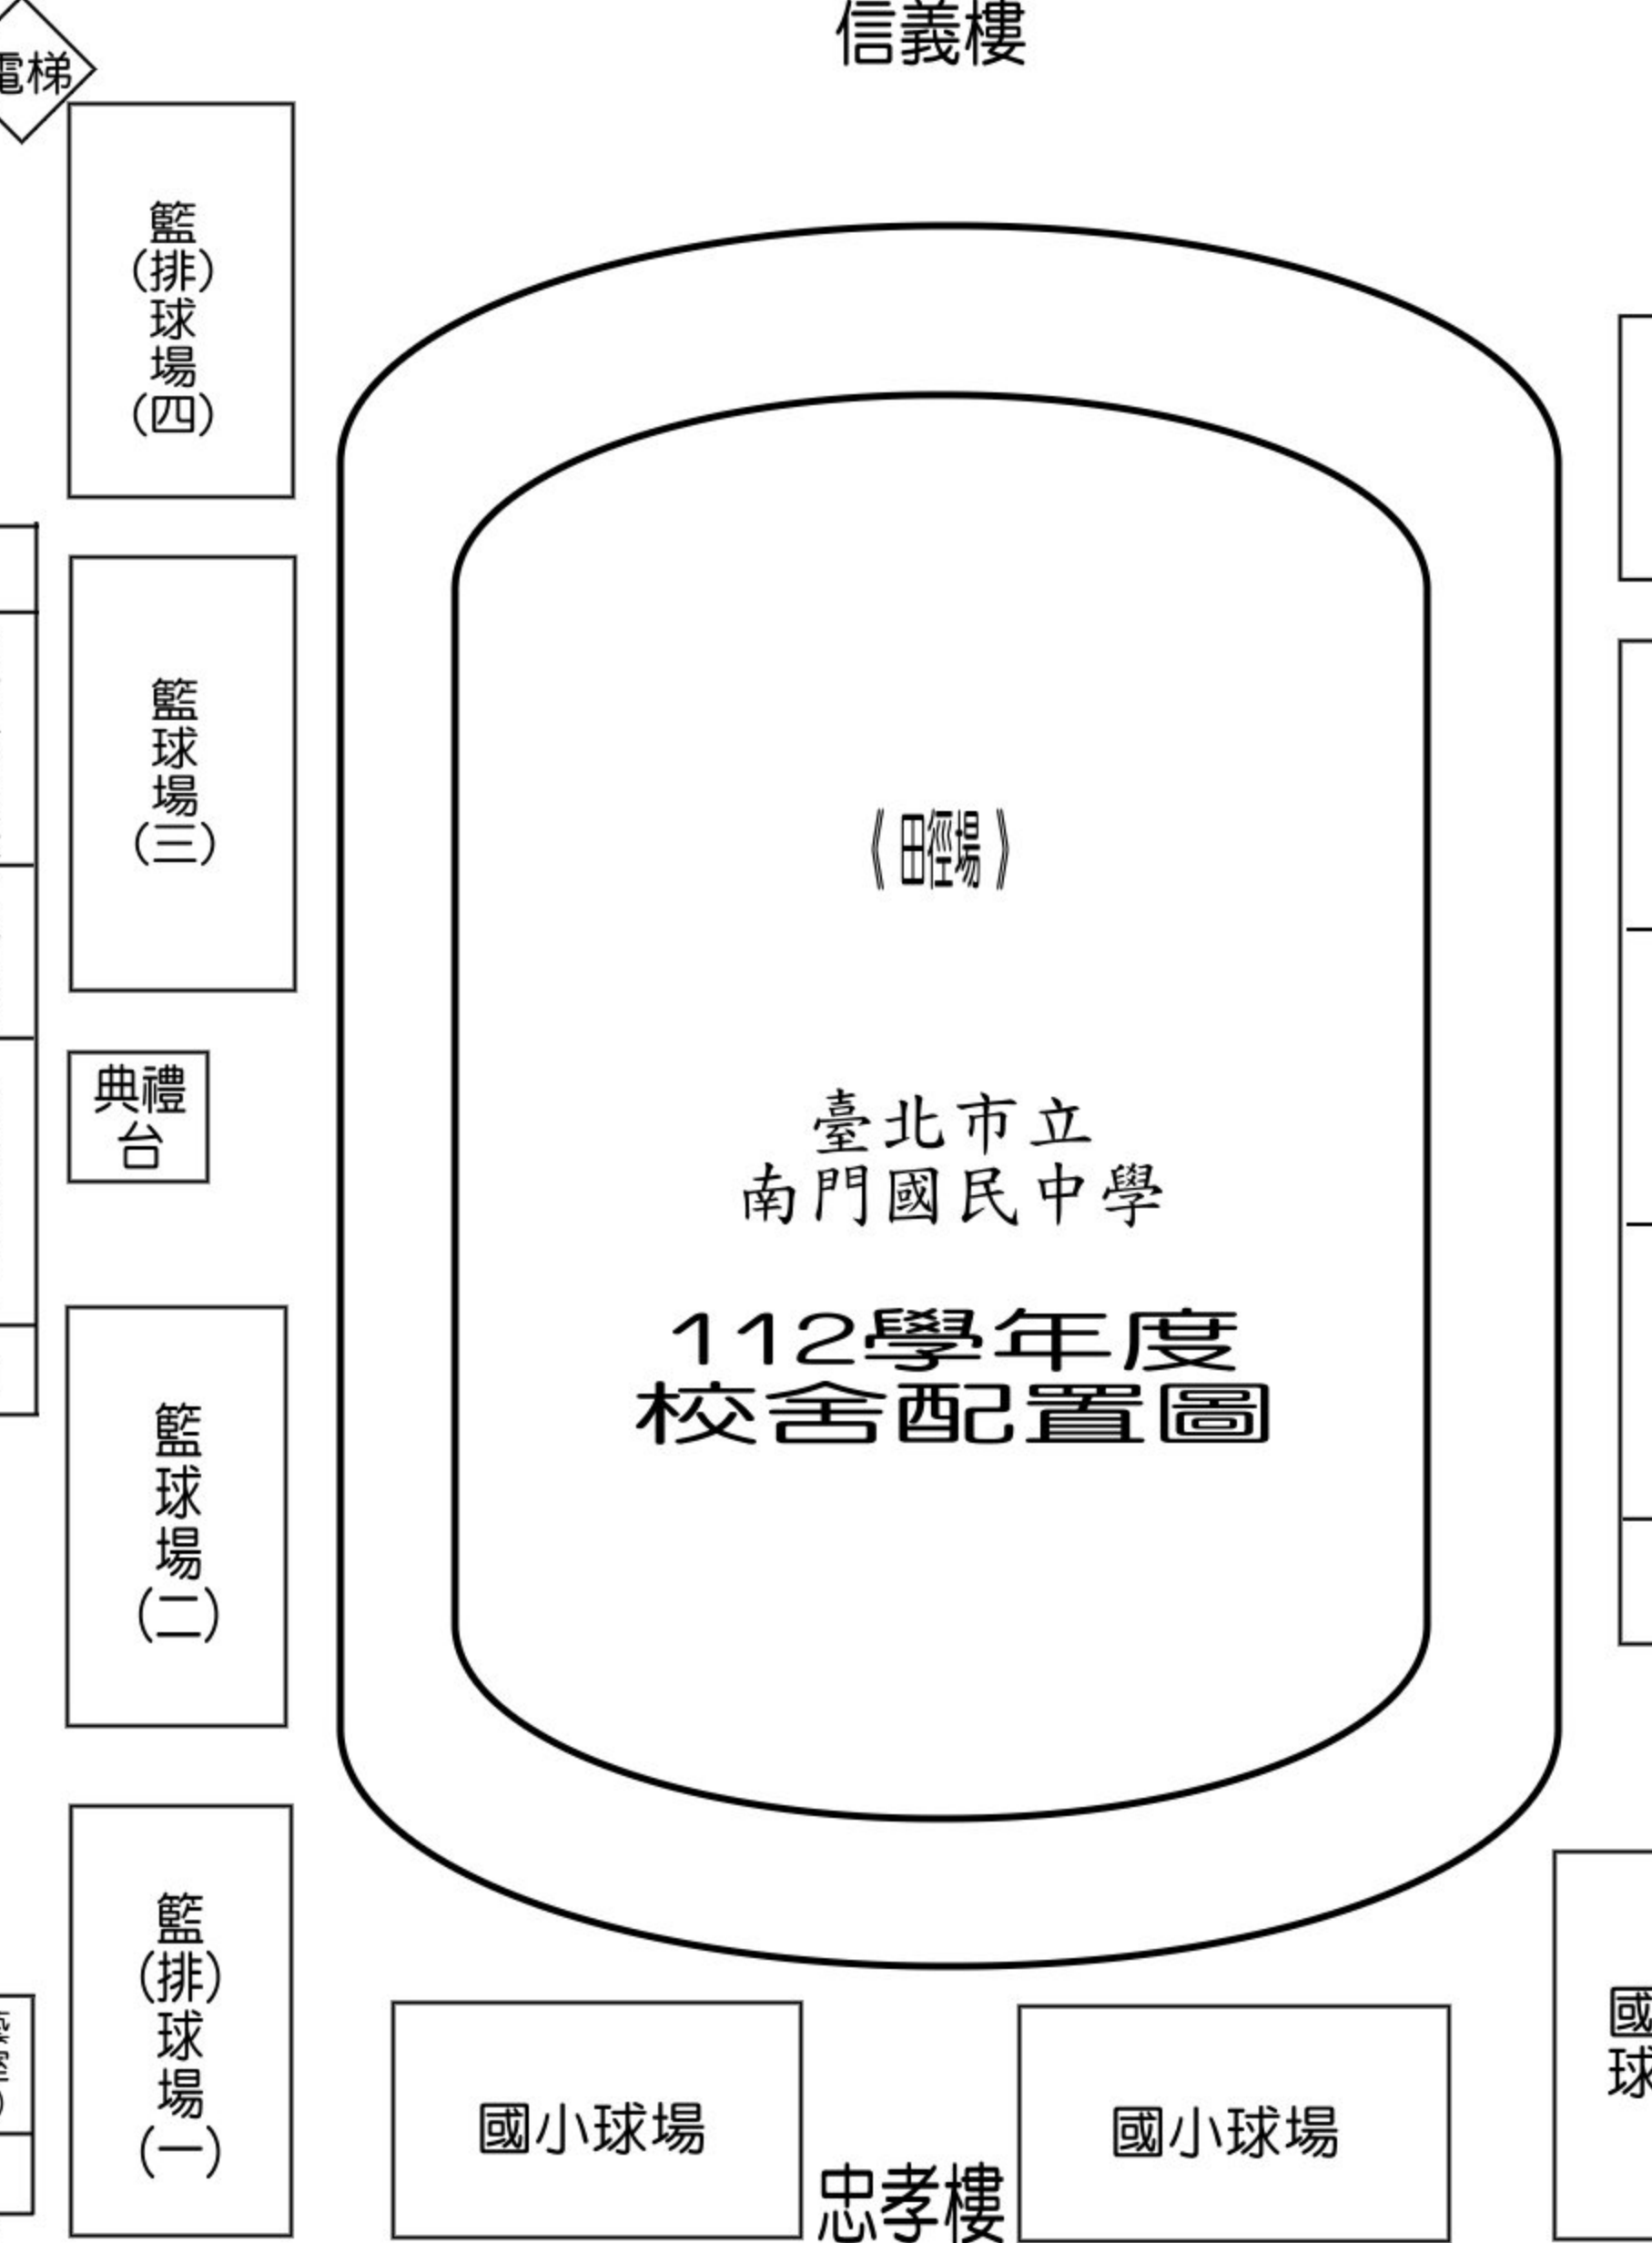 信義樓
電梯
籃(排)球場(四)
籃球場(三)
《田徑場》
典禮
台
臺北市立
南門國民中學
112學年度
校舍配置圖
籃球場(二)
籃(排)球場(一)
國小球場
國小球場
國
球
忠孝樓